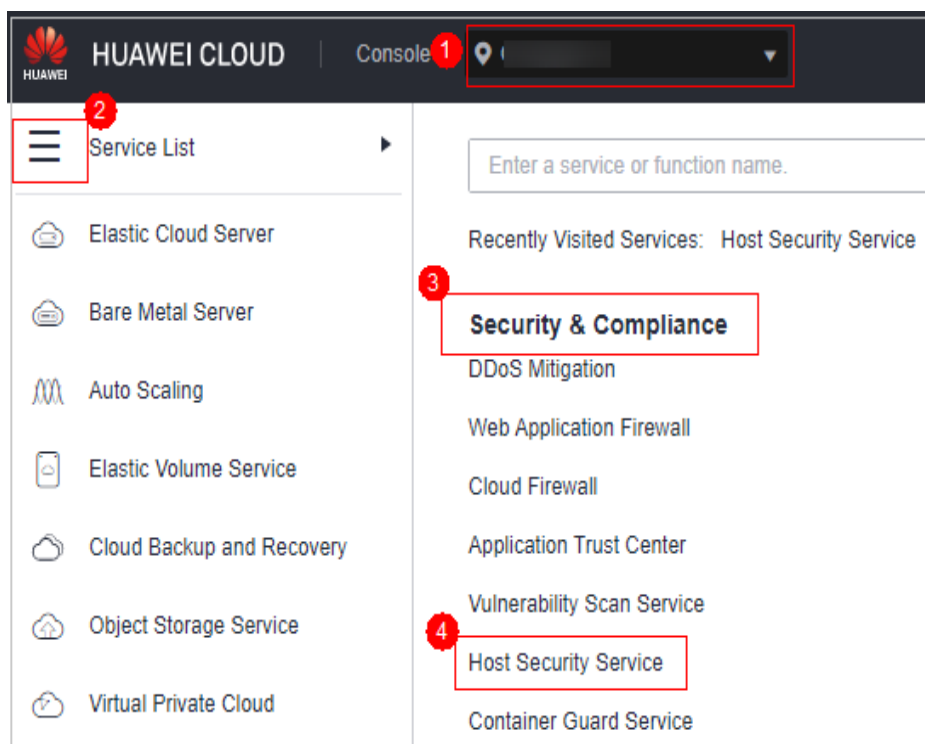 HUAWEI
HUAWEI CLOUD
Console
1
2
Service List
Elastic Cloud Server
Bare Metal Server
Auto Scaling
Elastic Volume Service
Cloud Backup and Recovery
Object Storage Service
Virtual Private Cloud
Enter a service or function name.
Recently Visited Services: Host Security Service
3
Security & Compliance
DDoS Mitigation
Web Application Firewall
Cloud Firewall
Application Trust Center
Vulnerability Scan Service
4
Host Security Service
Container Guard Service